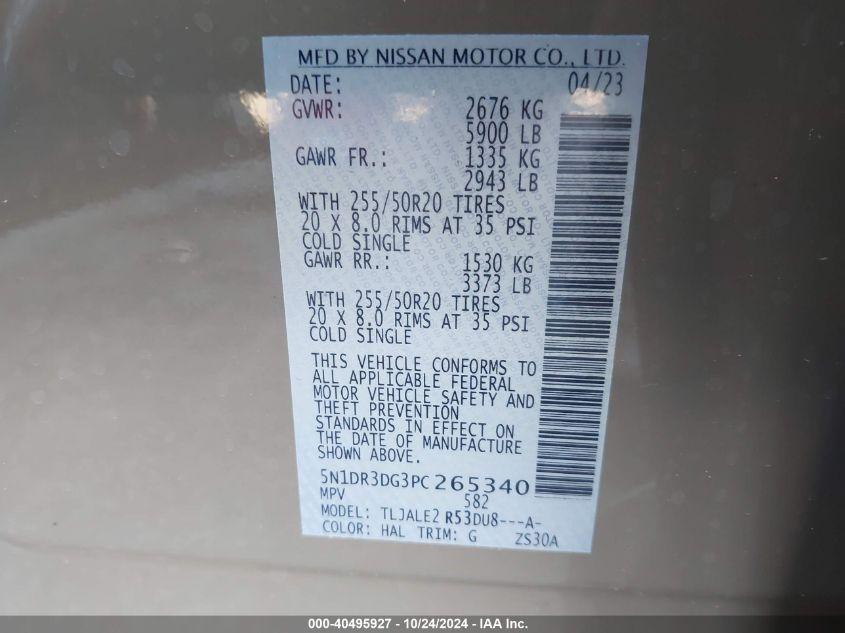 MFD BY NISSAN MOTOR CO., LTD.
DATE: 04/23
GVWR: 2676 KG
5900 LB
GAWR FR.: 1335 KG
2943 LB
WITH 255/50R20 TIRES
20 X 8.0 RIMS AT 35 PSI
COLD SINGLE
GAWR RR.: 1530 KG
3373 LB
WITH 255/50R20 TIRES
20 X 8.0 RIMS AT 35 PSI
COLD SINGLE
THIS VEHICLE CONFORMS TO
ALL APPLICABLE FEDERAL
MOTOR VEHICLE SAFETY AND
THEFT PREVENTION
STANDARDS IN EFFECT ON
THE DATE OF MANUFACTURE
SHOWN ABOVE.
5N1DR3DG3PC265340
MPV 582
MODEL: TLJALE2 R53DU8---A-
COLOR: HAL TRIM: G ZS30A
000-40495927 - 10/24/2024 - IAA Inc.